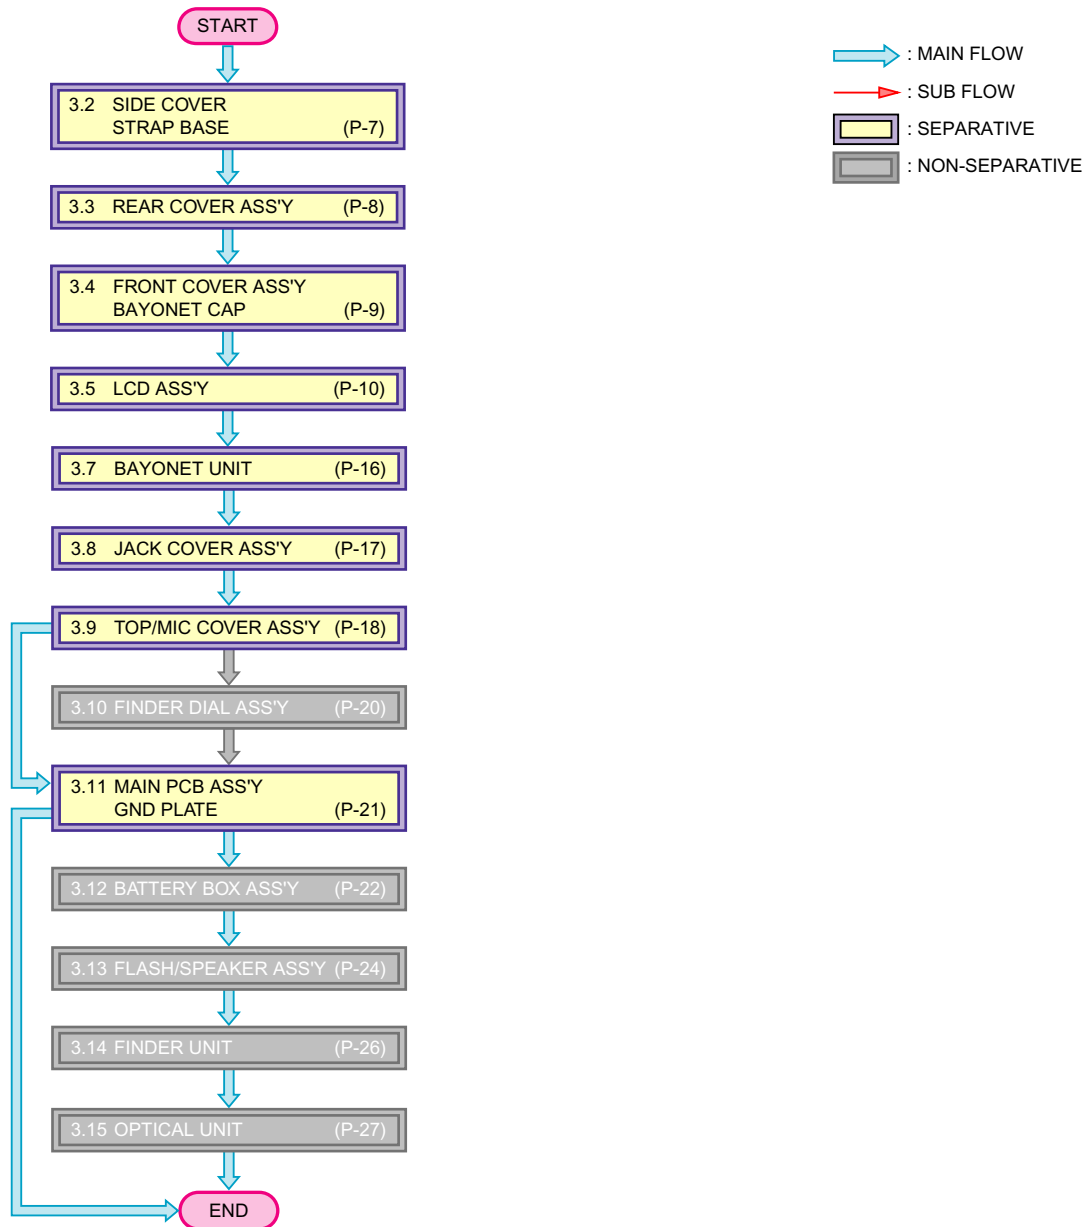 START
3.2 SIDE COVER
STRAP BASE (P-7)
3.3 REAR COVER ASS'Y (P-8)
3.4 FRONT COVER ASS'Y
BAYONET CAP (P-9)
3.5 LCD ASS'Y (P-10)
3.7 BAYONET UNIT (P-16)
3.8 JACK COVER ASS'Y (P-17)
3.9 TOP/MIC COVER ASS'Y (P-18)
3.10 FINDER DIAL ASS'Y (P-20)
3.11 MAIN PCB ASS'Y
GND PLATE (P-21)
3.12 BATTERY BOX ASS'Y (P-22)
3.13 FLASH/SPEAKER ASS'Y (P-24)
3.14 FINDER UNIT (P-26)
3.15 OPTICAL UNIT (P-27)
END
: MAIN FLOW
: SUB FLOW
: SEPARATIVE
: NON-SEPARATIVE